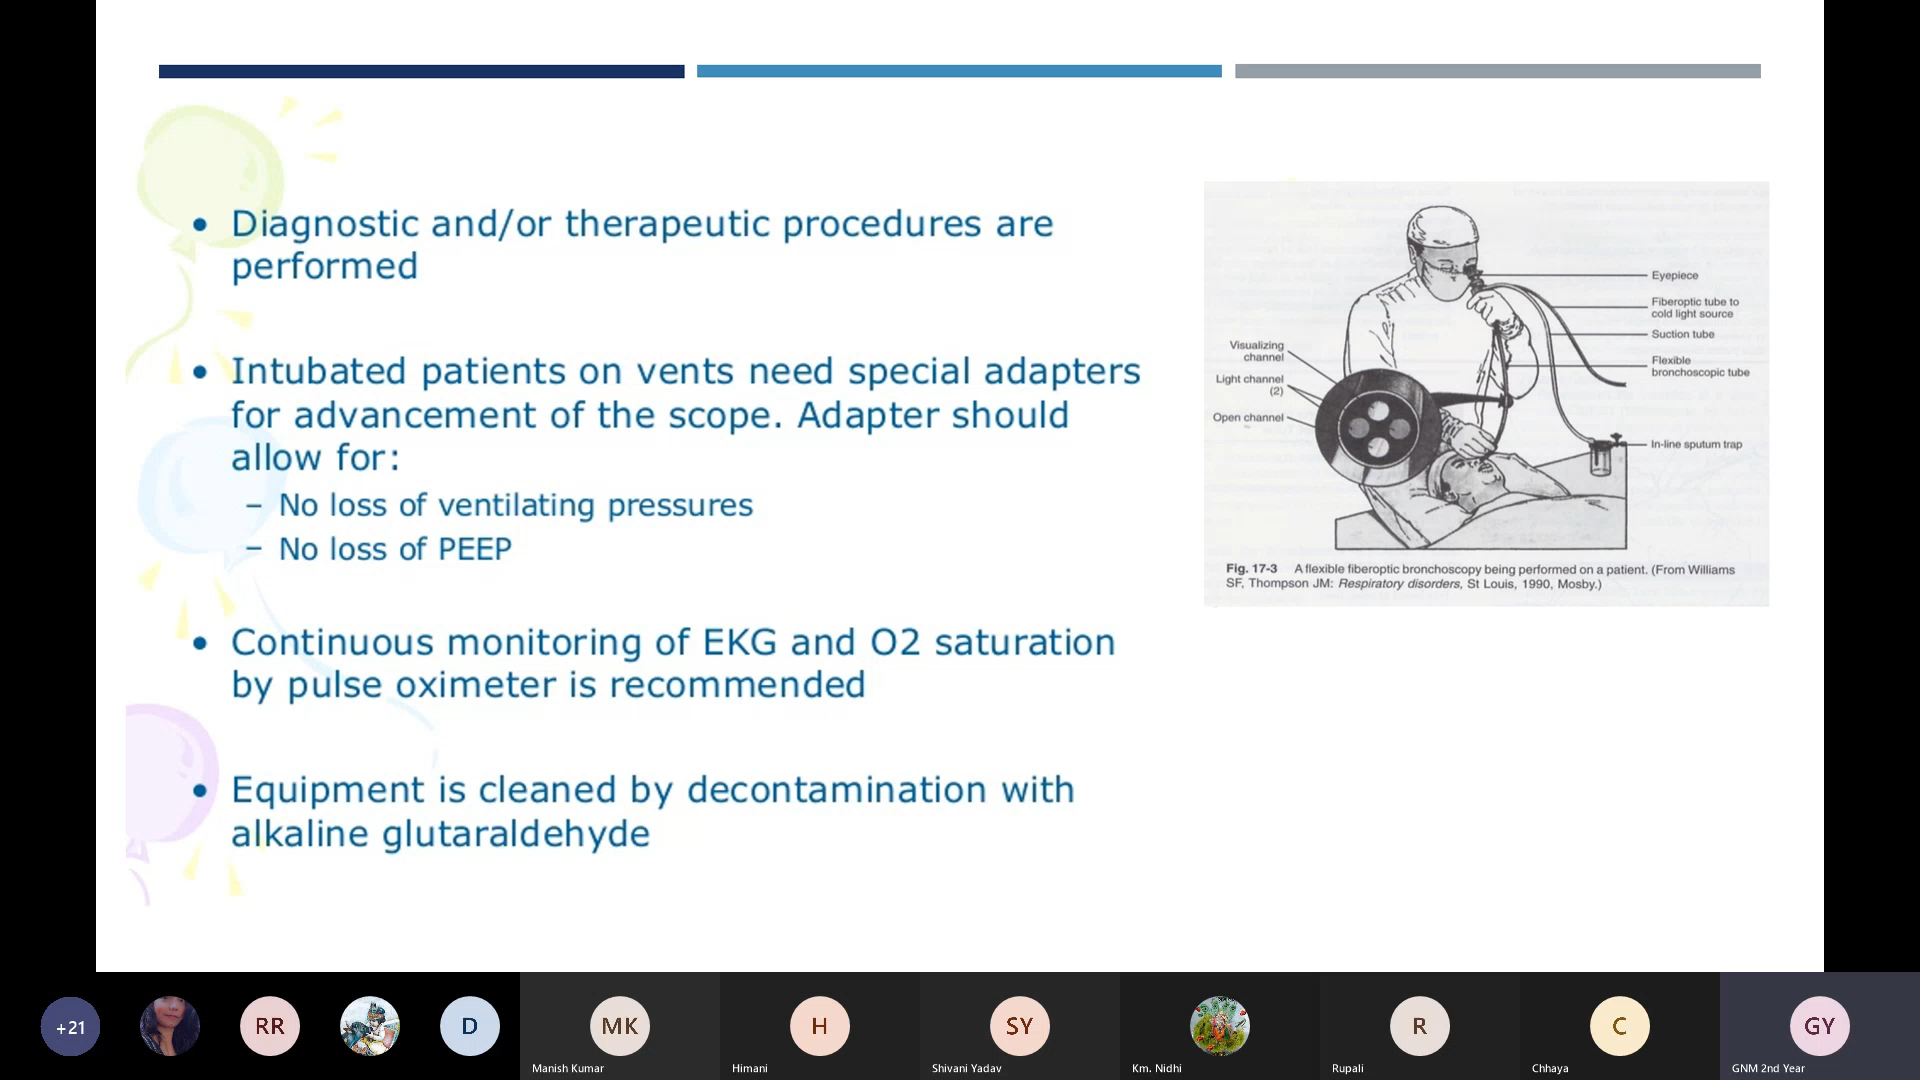 • Diagnostic and/or therapeutic procedures are
performed
• Intubated patients on vents need special adapters
for advancement of the scope. Adapter should
allow for:
– No loss of ventilating pressures
– No loss of PEEP
• Continuous monitoring of EKG and O2 saturation
by pulse oximeter is recommended
• Equipment is cleaned by decontamination with
alkaline glutaraldehyde
Eyepiece
Fiberoptic tube to
cold light source
Suction tube
Flexible
bronchoscopic tube
In-line sputum trap
Visualizing
channel
Light channel
(2)
Open channel
Fig. 17-3 A flexible fiberoptic bronchoscopy being performed on a patient. (From Williams
SF, Thompson JM: Respiratory disorders, St Louis, 1990, Mosby.)
+21
RR
D
MK
Manish Kumar
H
Himani
SY
Shivani Yadav
Km. Nidhi
R
Rupali
C
Chhaya
GY
GNM 2nd Year